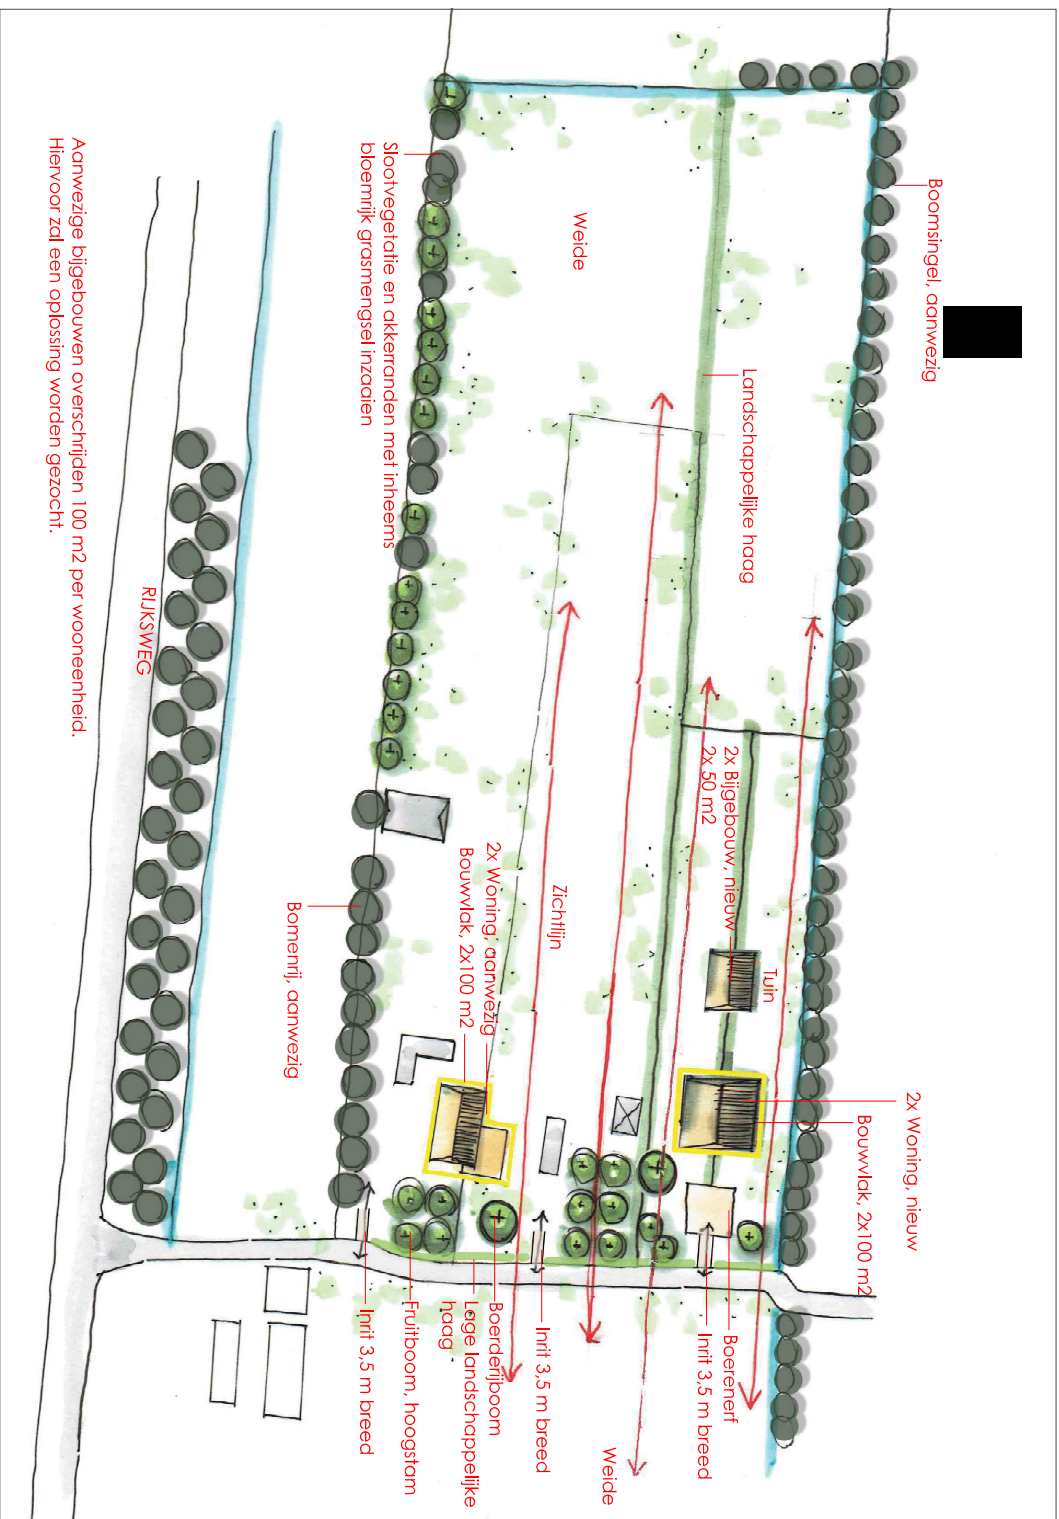 Boomsingel, aanwezig
2x Woning, nieuw
Bouwvlak, 2x100 m2
Landschappelijke haag
2x Bijgebouw, nieuw
2x 50 m2
Tuin
Boerenerf
Inrit 3,5 m breed
Weide
Zichtlijn
Weide
2x Woning, aanwezig
Bouwvlak, 2x100 m2
Inrit 3,5 m breed
Boerderijboom
Lage landschappelijke
haag
Fruitboom, hoogstam
Inrit 3,5 m breed
Slootvegetatie en akkerranden met inheems
bloemrijk grasmengsel inzaaien
Bomenrij, aanwezig
RIJKSWEG
Aanwezige bijgebouwen overschrijden 100 m2 per wooneenheid.
Hiervoor zal een oplossing worden gezocht.